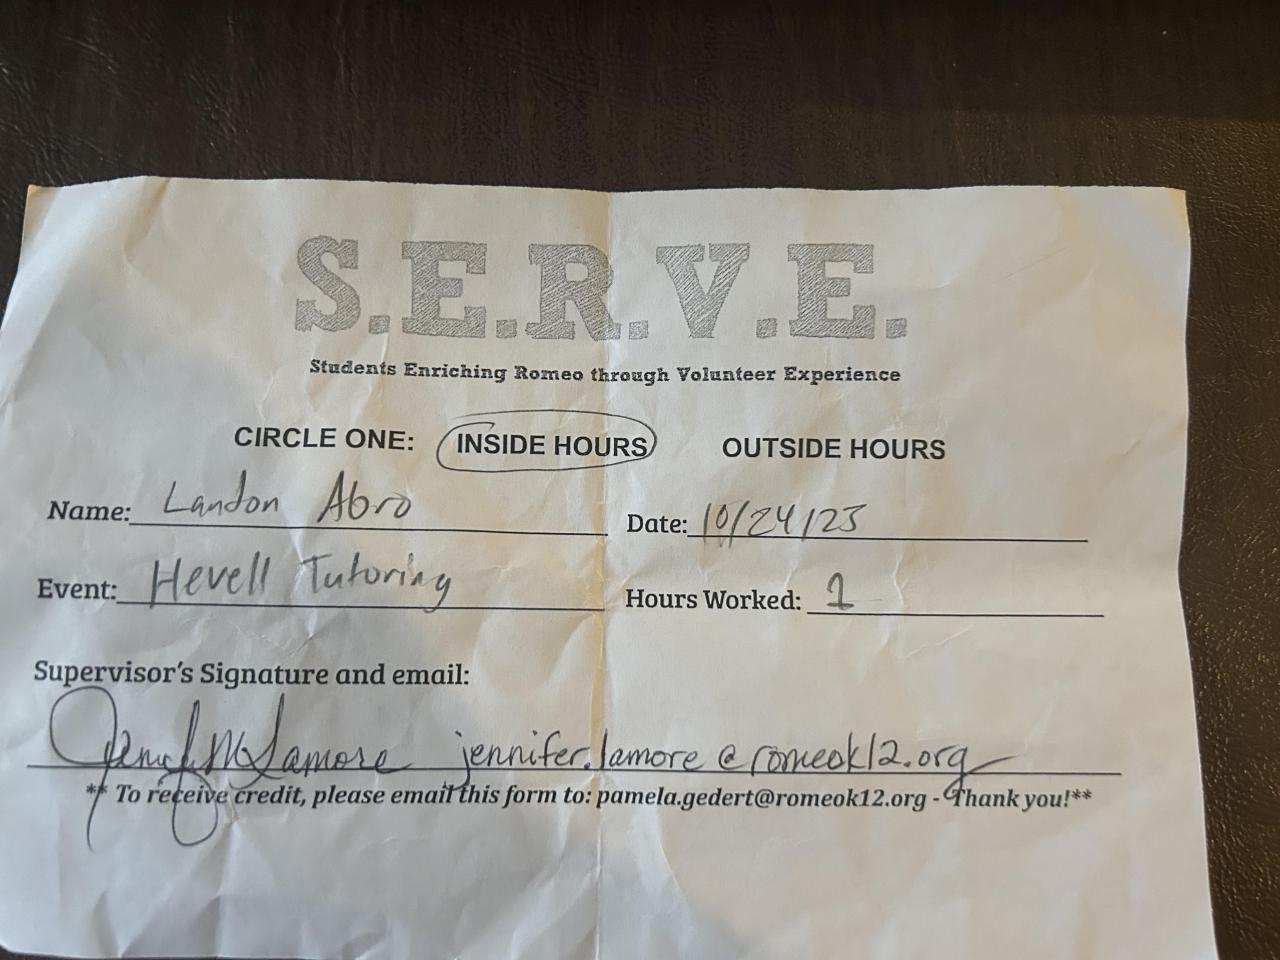 S.E.R.V.E.
Students Enriching Romeo through Volunteer Experience
CIRCLE ONE: INSIDE HOURS OUTSIDE HOURS
Name: Landon Abro Date: 10/24/23
Event: Hevell Tutoring Hours Worked: 1
Supervisor's Signature and email:
Lamore jennifer.lamore@romeok12.org
** To receive credit, please email this form to: pamela.gedert@romeok12.org - Thank you!**